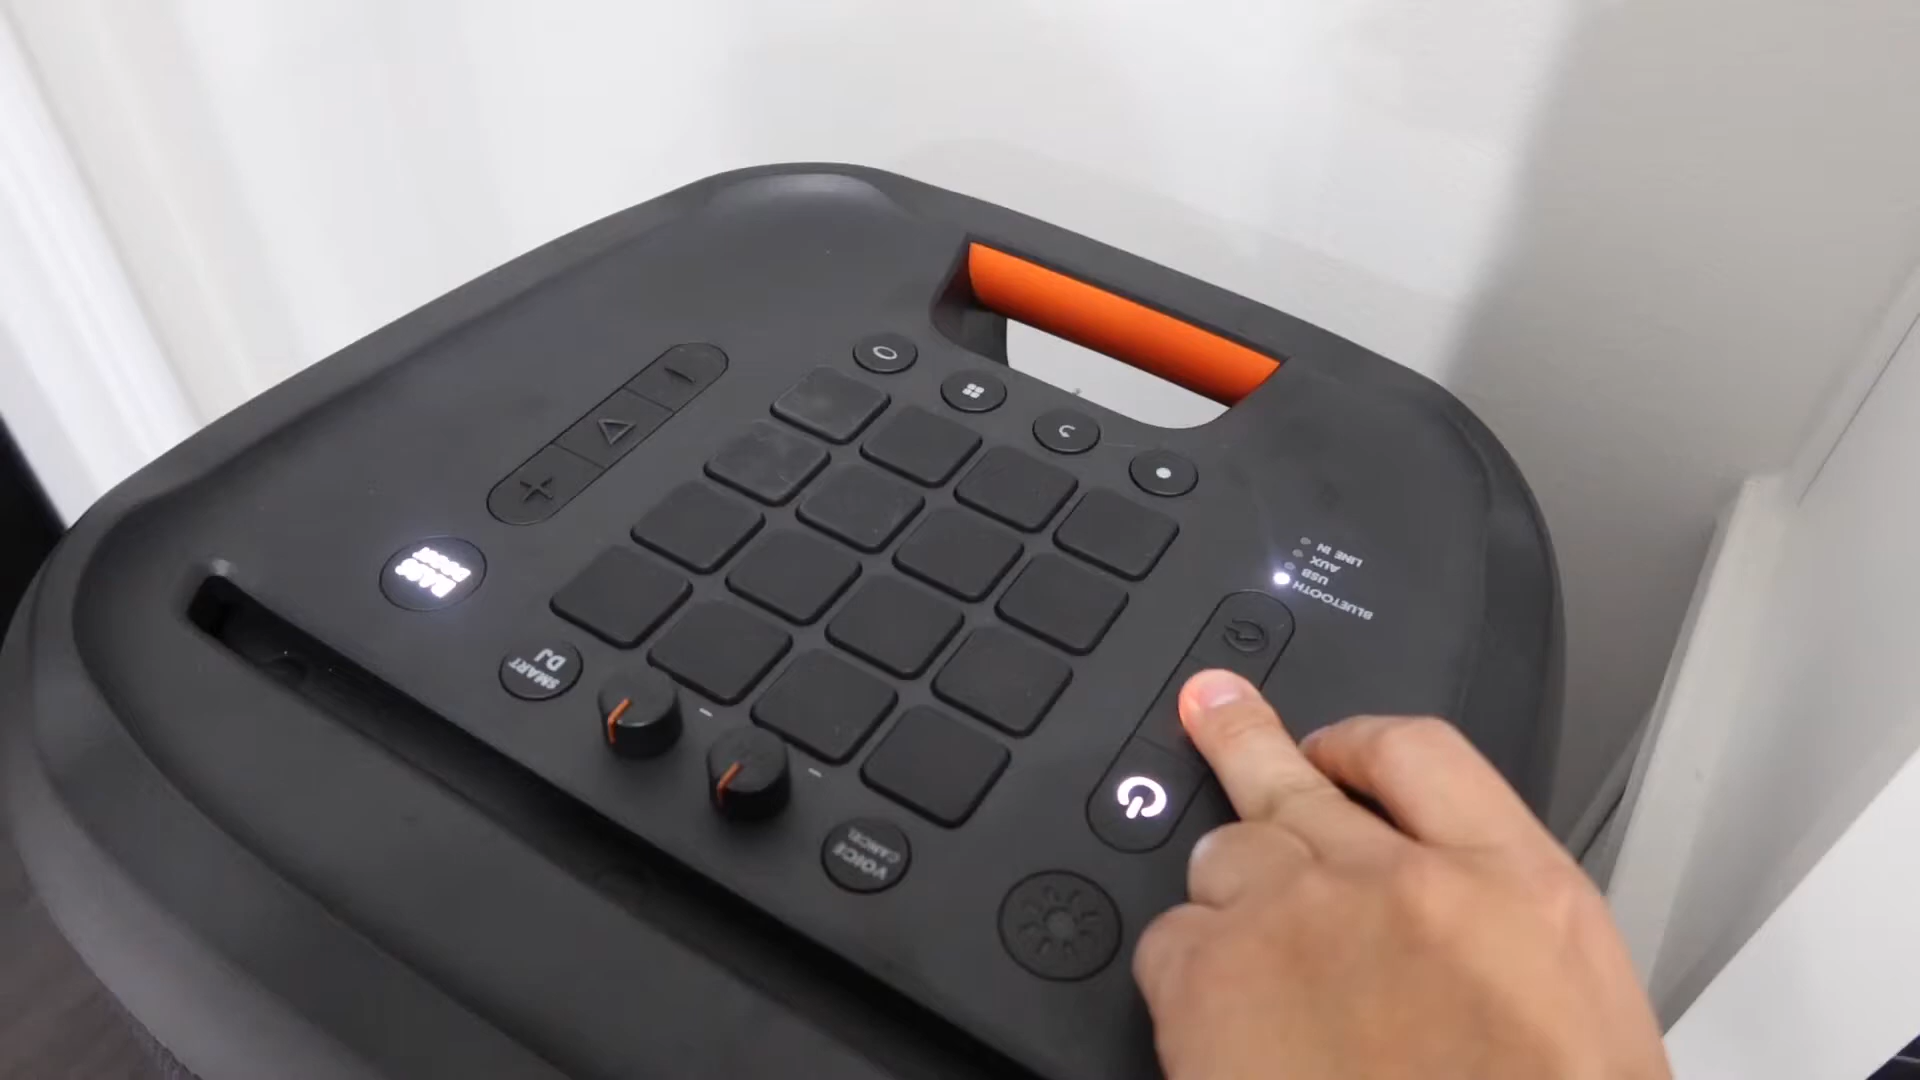 BASS
BOOST
SMART
DJ
VOICE
CANCEL
BLUETOOTH
USB
AUX
LINE IN